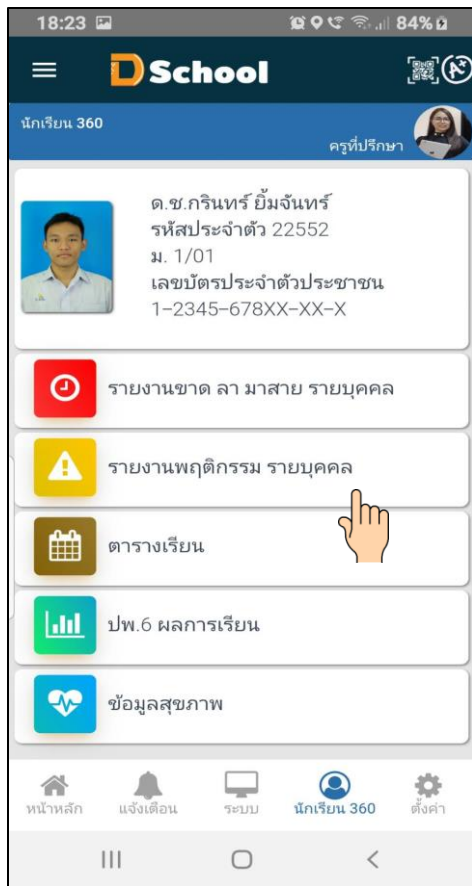 18:23 84%
DSchool A+
นักเรียน 360
ครูที่ปรึกษา
ด.ช.กรินทร์ ยิ้มจันทร์
รหัสประจำตัว 22552
ม. 1/01
เลขบัตรประจำตัวประชาชน
1-2345-678XX-XX-X
รายงานขาด ลา มาสาย รายบุคคล
รายงานพฤติกรรม รายบุคคล
ตารางเรียน
ปพ.6 ผลการเรียน
ข้อมูลสุขภาพ
หน้าหลัก แจ้งเตือน ระบบ นักเรียน 360 ตั้งค่า